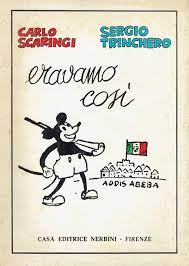 CARLO SERGIO
SCARINGI TRINCHERO
eravamo
così
ADDIS ABEBA
CASA EDITRICE NERBINI - FIRENZE